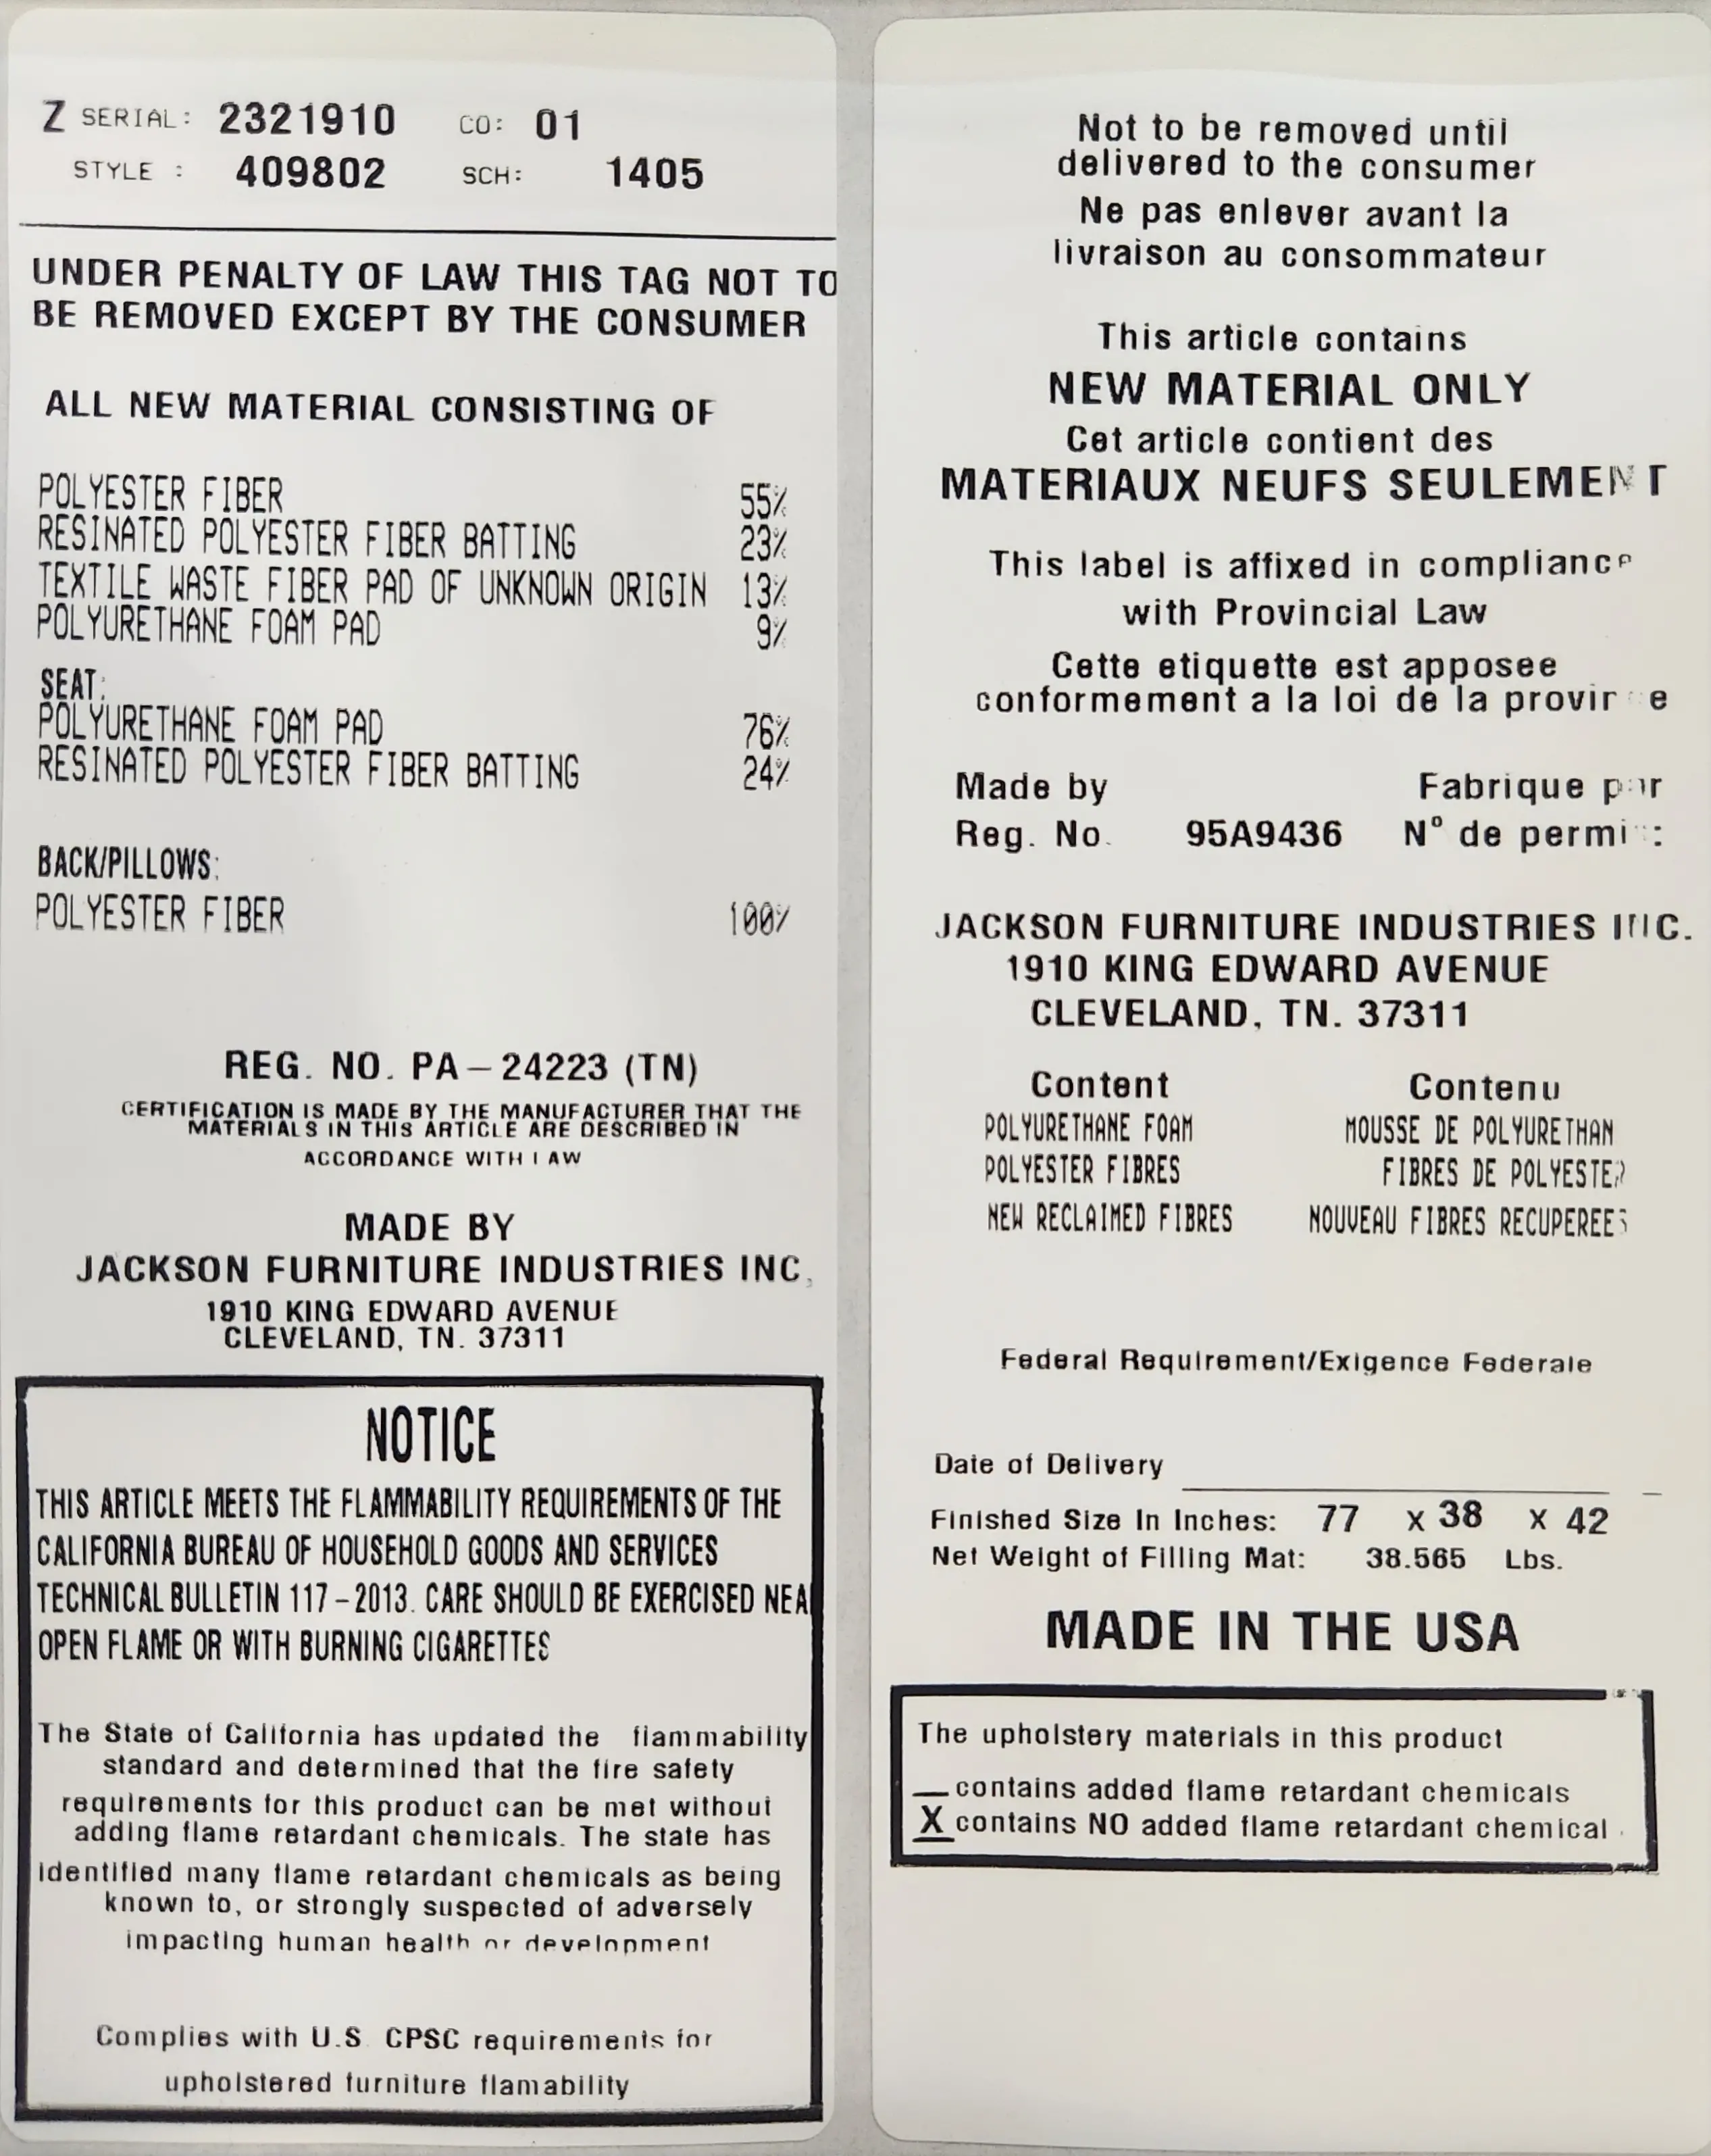 Z SERIAL: 2321910 CO: 01
STYLE : 409802 SCH: 1405
UNDER PENALTY OF LAW THIS TAG NOT TO
BE REMOVED EXCEPT BY THE CONSUMER
ALL NEW MATERIAL CONSISTING OF
POLYESTER FIBER 55%
RESINATED POLYESTER FIBER BATTING 23%
TEXTILE WASTE FIBER PAD OF UNKNOWN ORIGIN 13%
POLYURETHANE FOAM PAD 9%
SEAT:
POLYURETHANE FOAM PAD 76%
RESINATED POLYESTER FIBER BATTING 24%
BACK/PILLOWS:
POLYESTER FIBER 100%
REG. NO. PA – 24223 (TN)
CERTIFICATION IS MADE BY THE MANUFACTURER THAT THE
MATERIALS IN THIS ARTICLE ARE DESCRIBED IN
ACCORDANCE WITH LAW
MADE BY
JACKSON FURNITURE INDUSTRIES INC.
1910 KING EDWARD AVENUE
CLEVELAND, TN. 37311
NOTICE
THIS ARTICLE MEETS THE FLAMMABILITY REQUIREMENTS OF THE
CALIFORNIA BUREAU OF HOUSEHOLD GOODS AND SERVICES
TECHNICAL BULLETIN 117 – 2013. CARE SHOULD BE EXERCISED NEA
OPEN FLAME OR WITH BURNING CIGARETTES
The State of California has updated the flammability
standard and determined that the fire safety
requirements for this product can be met without
adding flame retardant chemicals. The state has
identified many flame retardant chemicals as being
known to, or strongly suspected of adversely
impacting human health or development
Complies with U.S. CPSC requirements for
upholstered furniture flamability
Not to be removed until
delivered to the consumer
Ne pas enlever avant la
livraison au consommateur
This article contains
NEW MATERIAL ONLY
Cet article contient des
MATERIAUX NEUFS SEULEMENT
This label is affixed in compliance
with Provincial Law
Cette etiquette est apposee
conformement a la loi de la province
Made by Fabrique par
Reg. No. 95A9436 Nº de permis:
JACKSON FURNITURE INDUSTRIES INC.
1910 KING EDWARD AVENUE
CLEVELAND, TN. 37311
Content Contenu
POLYURETHANE FOAM MOUSSE DE POLYURETHAN
POLYESTER FIBRES FIBRES DE POLYESTER
NEW RECLAIMED FIBRES NOUVEAU FIBRES RECUPEREES
Federal Requirement/Exigence Federale
Date of Delivery
Finished Size In Inches: 77 x 38 x 42
Net Weight of Filling Mat: 38.565 Lbs.
MADE IN THE USA
The upholstery materials in this product
__ contains added flame retardant chemicals
X contains NO added flame retardant chemical